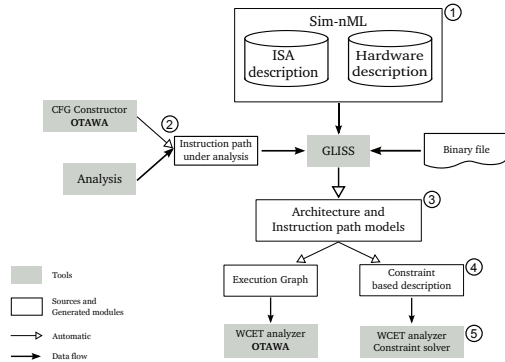 Sim-nML
1
ISA
description
Hardware
description
CFG Constructor
OTAWA
2
Instruction path
under analysis
GLISS
Binary file
Analysis
3
Architecture and
Instruction path models
Tools
Execution Graph
Constraint
based description
4
Sources and
Generated modules
Automatic
WCET analyzer
OTAWA
WCET analyzer
Constraint solver
5
Data flow